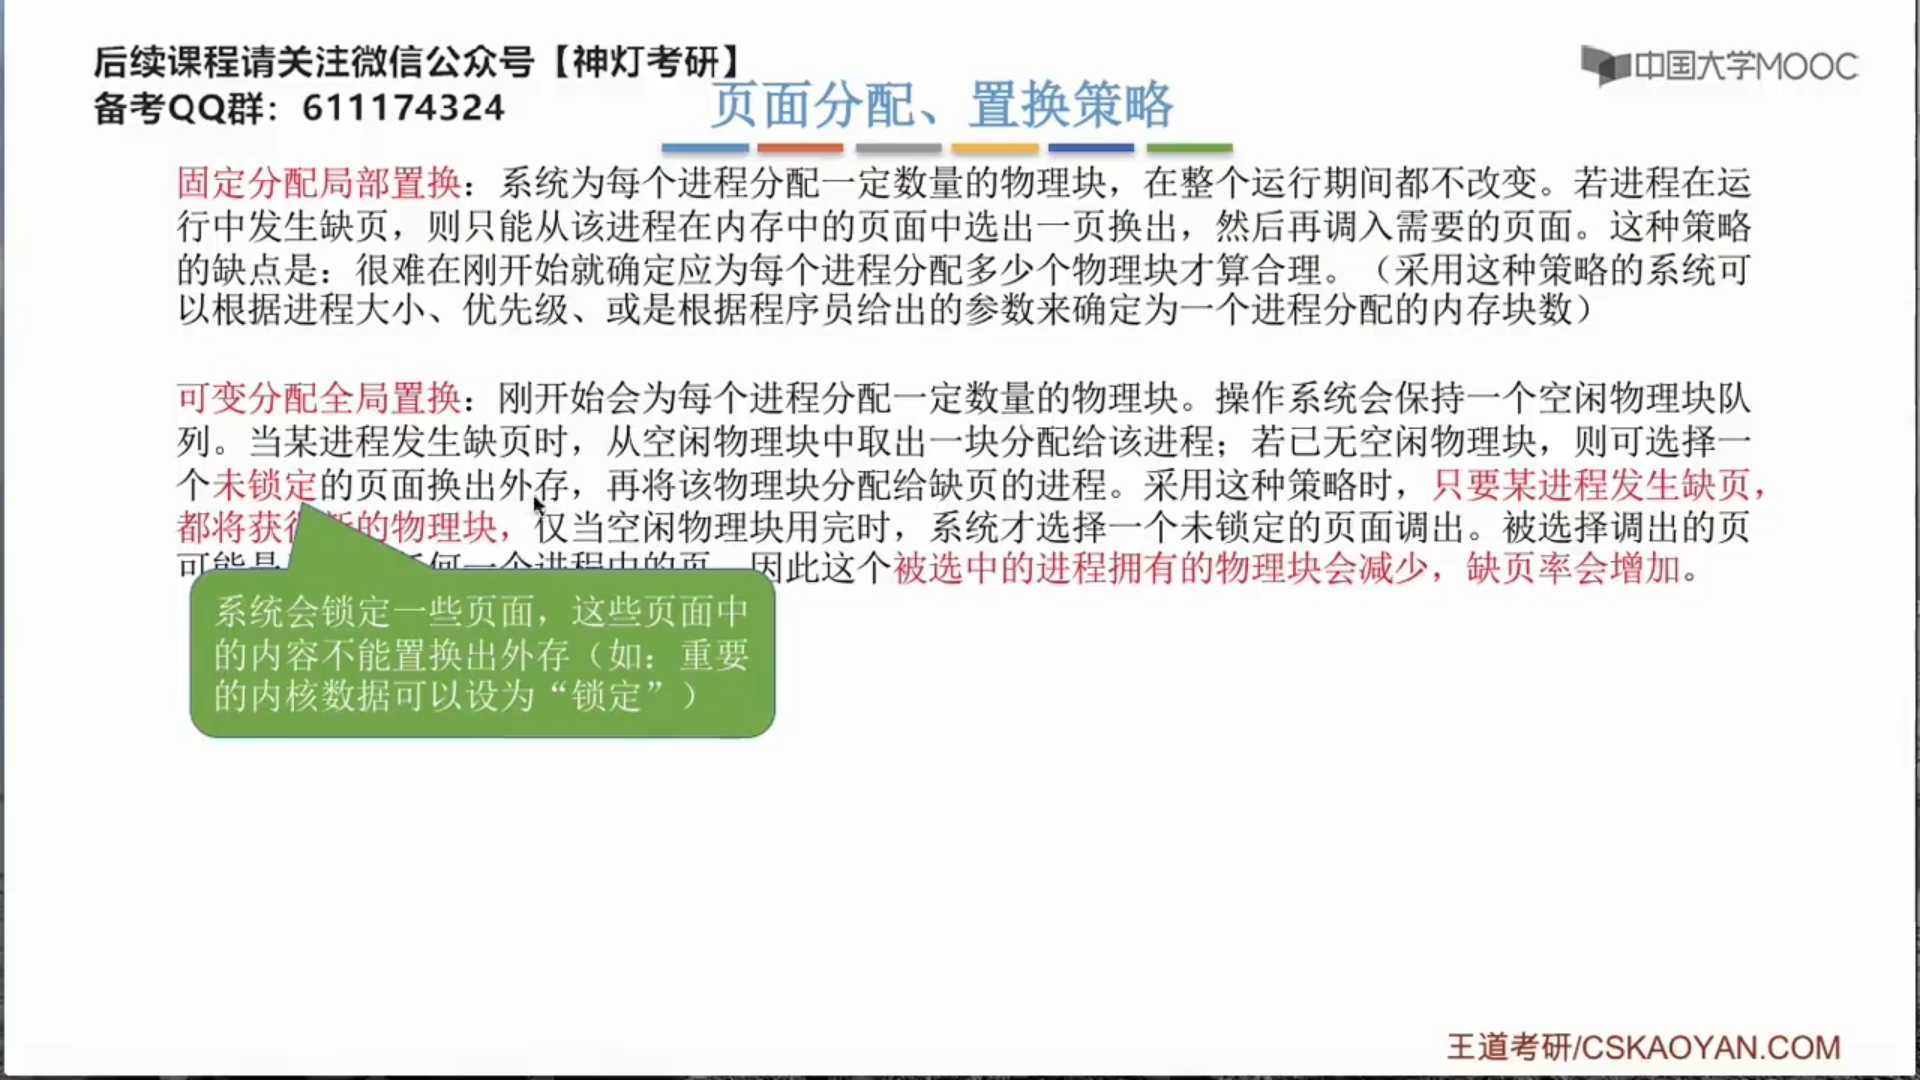 后续课程请关注微信公众号【神灯考研】
备考QQ群：611174324
中国大学MOOC
页面分配、置换策略
固定分配局部置换：系统为每个进程分配一定数量的物理块，在整个运行期间都不改变。若进程在运
行中发生缺页，则只能从该进程在内存中的页面中选出一页换出，然后再调入需要的页面。这种策略
的缺点是：很难在刚开始就确定应为每个进程分配多少个物理块才算合理。（采用这种策略的系统可
以根据进程大小、优先级、或是根据程序员给出的参数来确定为一个进程分配的内存块数）
可变分配全局置换：刚开始会为每个进程分配一定数量的物理块。操作系统会保持一个空闲物理块队
列。当某进程发生缺页时，从空闲物理块中取出一块分配给该进程；若已无空闲物理块，则可选择一
个未锁定的页面换出外存，再将该物理块分配给缺页的进程。采用这种策略时，只要某进程发生缺页，
都将获得新的物理块，仅当空闲物理块用完时，系统才选择一个未锁定的页面调出。被选择调出的页
可能是 任何一个进程中的页，因此这个被选中的进程拥有的物理块会减少，缺页率会增加。
系统会锁定一些页面，这些页面中
的内容不能置换出外存（如：重要
的内核数据可以设为“锁定”）
王道考研/CSKAOYAN.COM